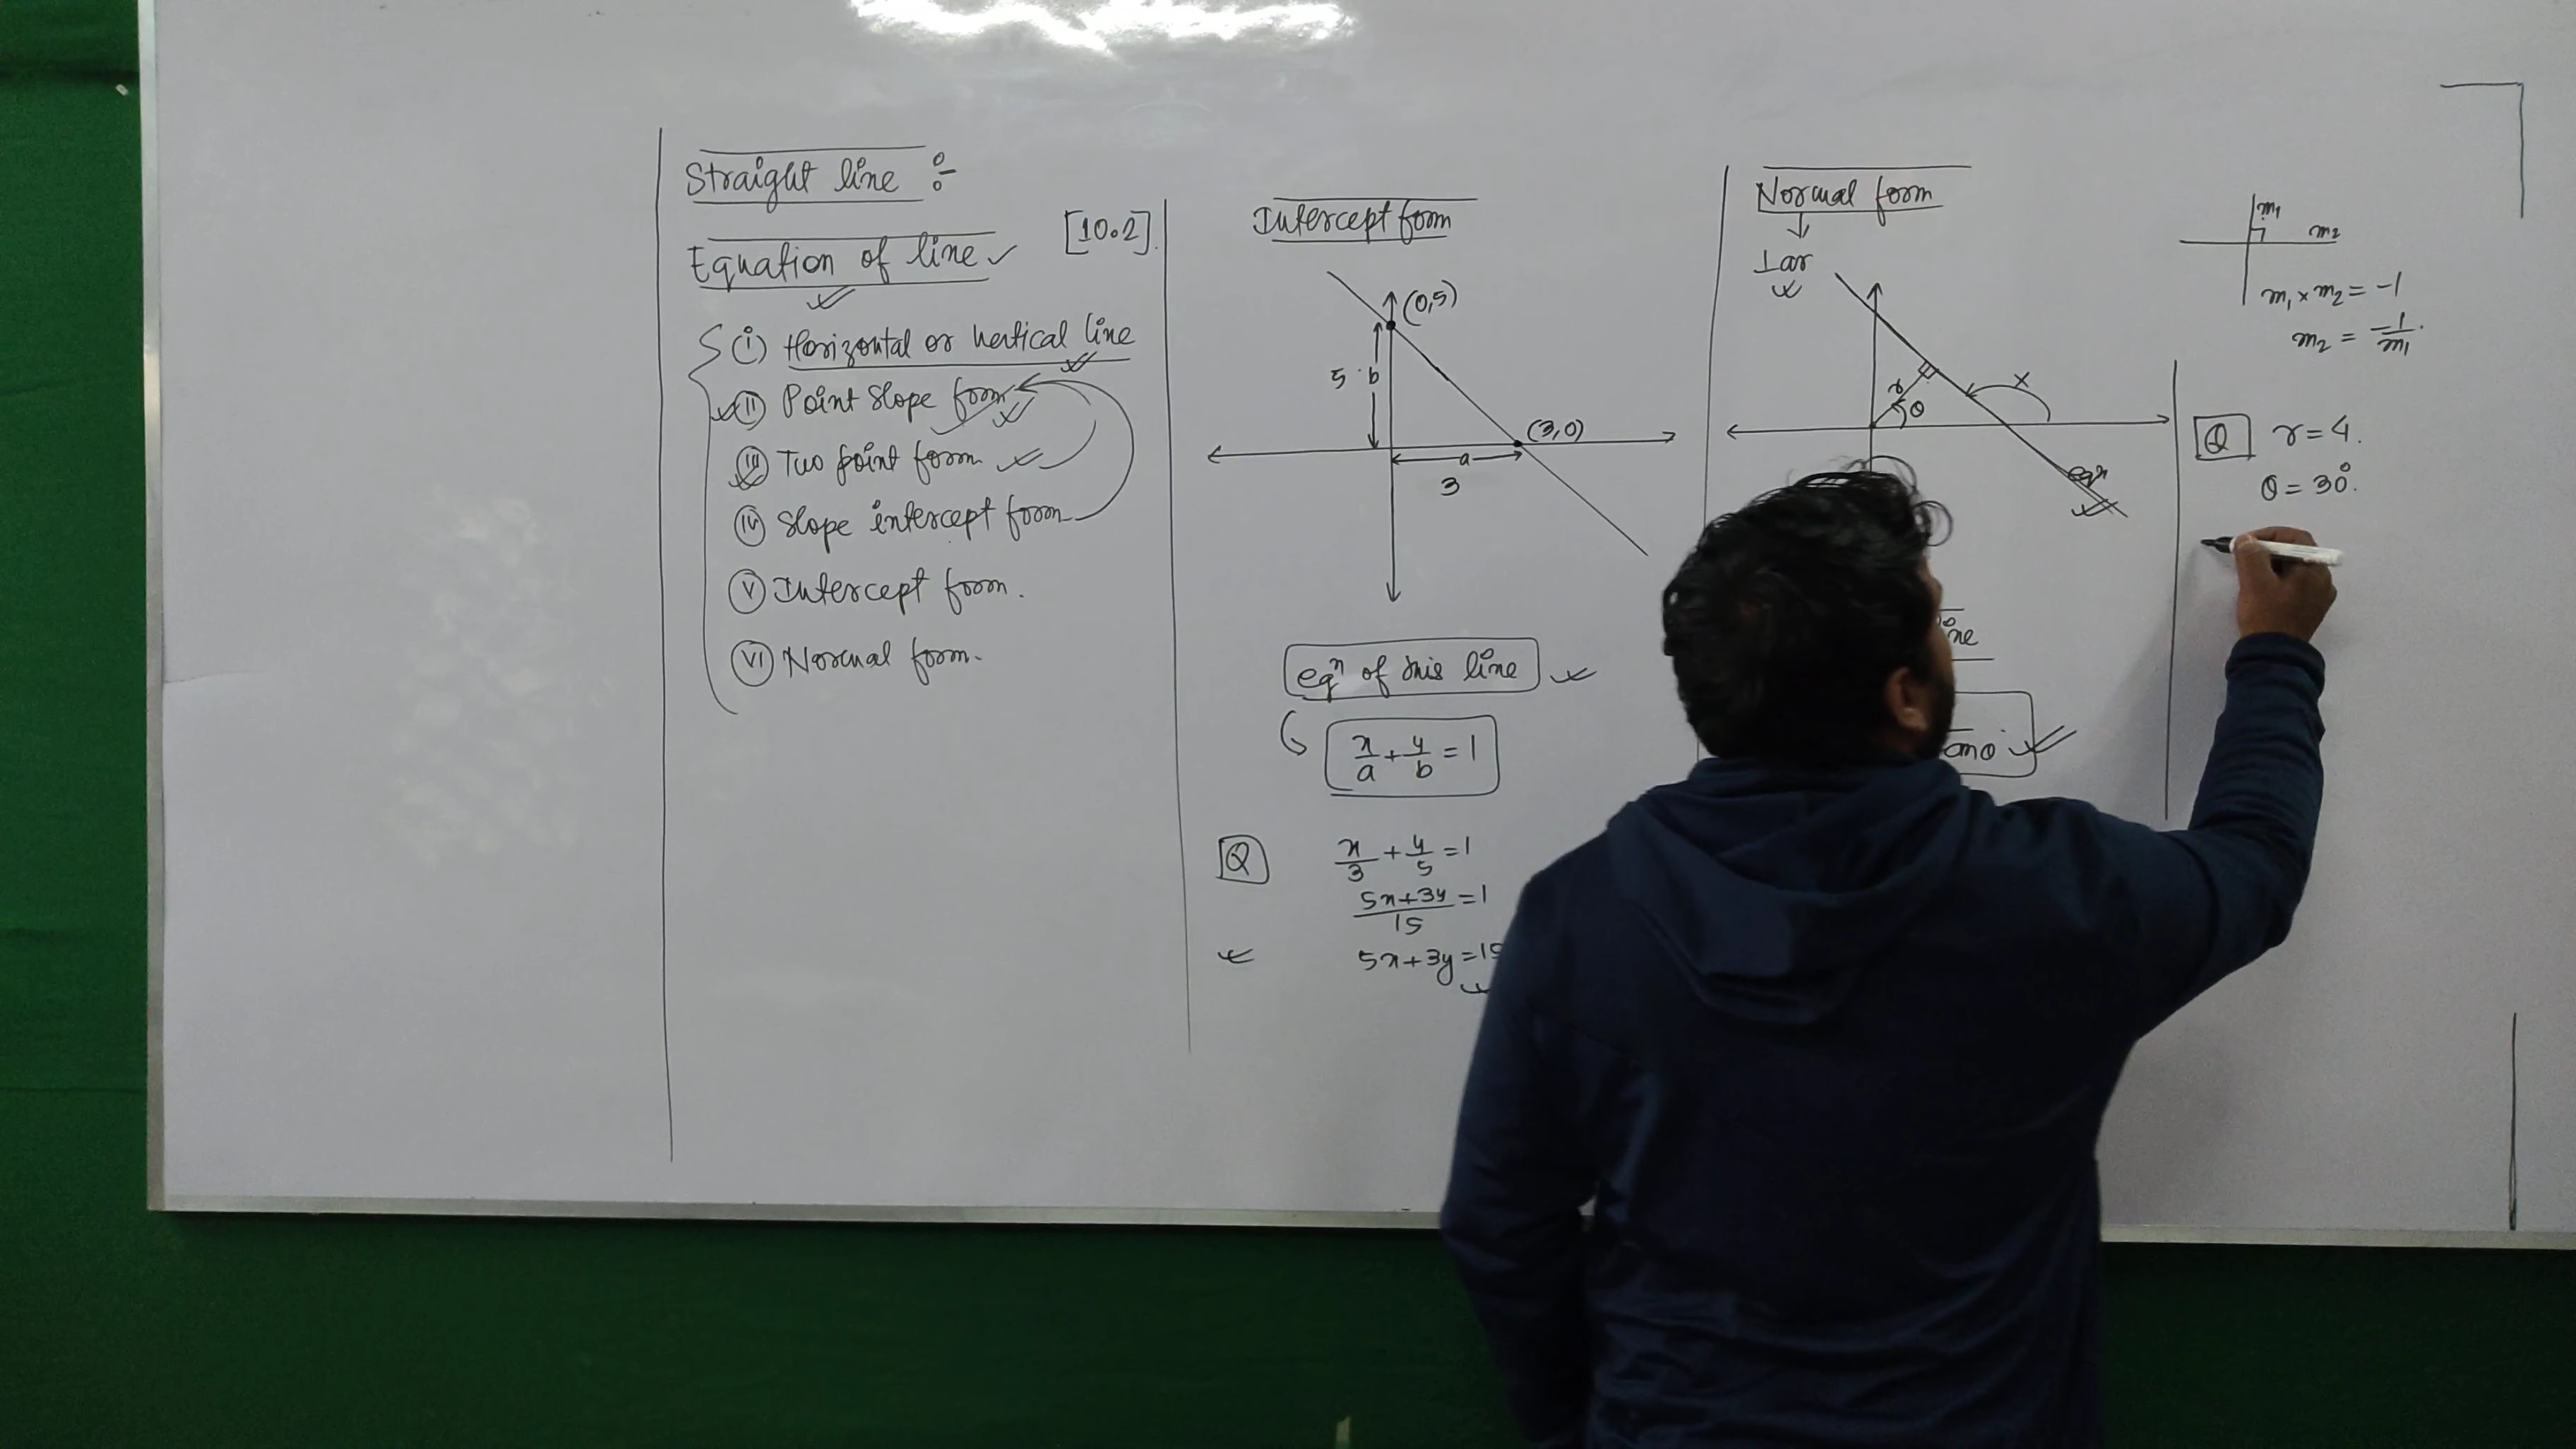 Straight line :-
Equation of line ✓ [10.2].
(i) Horizontal or vertical line
(ii) Point slope form
(iii) Two point form
(iv) slope intercept form
(v) Intercept form.
(vi) Normal form.
Intercept form
(0,5)
5 b
(3,0)
a
3
eqⁿ of this line
x/a + y/b = 1
Q x/3 + y/5 = 1
5x+3y/15 = 1
5x+3y=15
Normal form
↓
⊥ar
r θ
x
eqⁿ
line
m1
m2
m₁×m₂ = -1
m₂ = -1/m₁.
Q r=4.
θ = 30°.